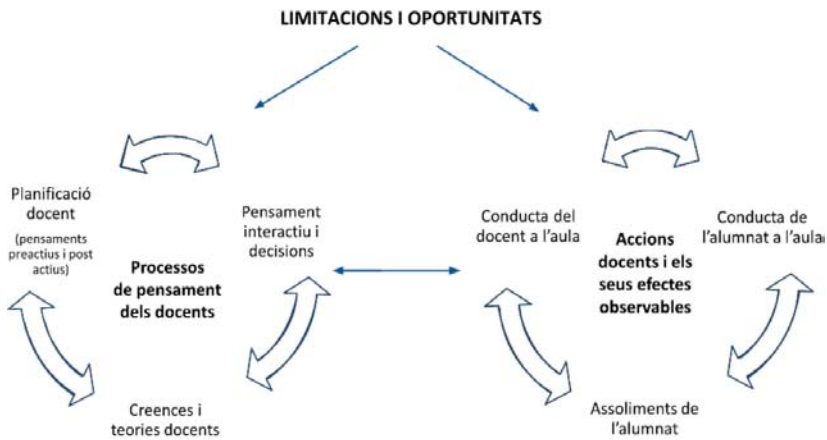 LIMITACIONS I OPORTUNITATS
Planificació
docent
(pensaments
preactius i post
actius)
Pensament
interactiu i
decisions
Processos
de pensament
dels docents
Creences i
teories docents
Conducta del
docent a l'aula
Conducta de
l'alumnat a l'aula
Accions
docents i els
seus efectes
observables
Assoliments de
l'alumnat